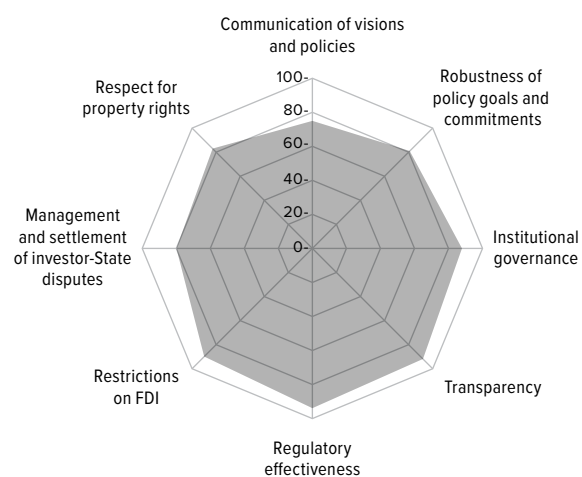 Communication of visions
and policies
Robustness of
policy goals and
commitments
Institutional
governance
Transparency
Regulatory
effectiveness
Restrictions
on FDI
Management
and settlement
of investor-State
disputes
Respect for
property rights
100-
80-
60-
40-
20-
0-